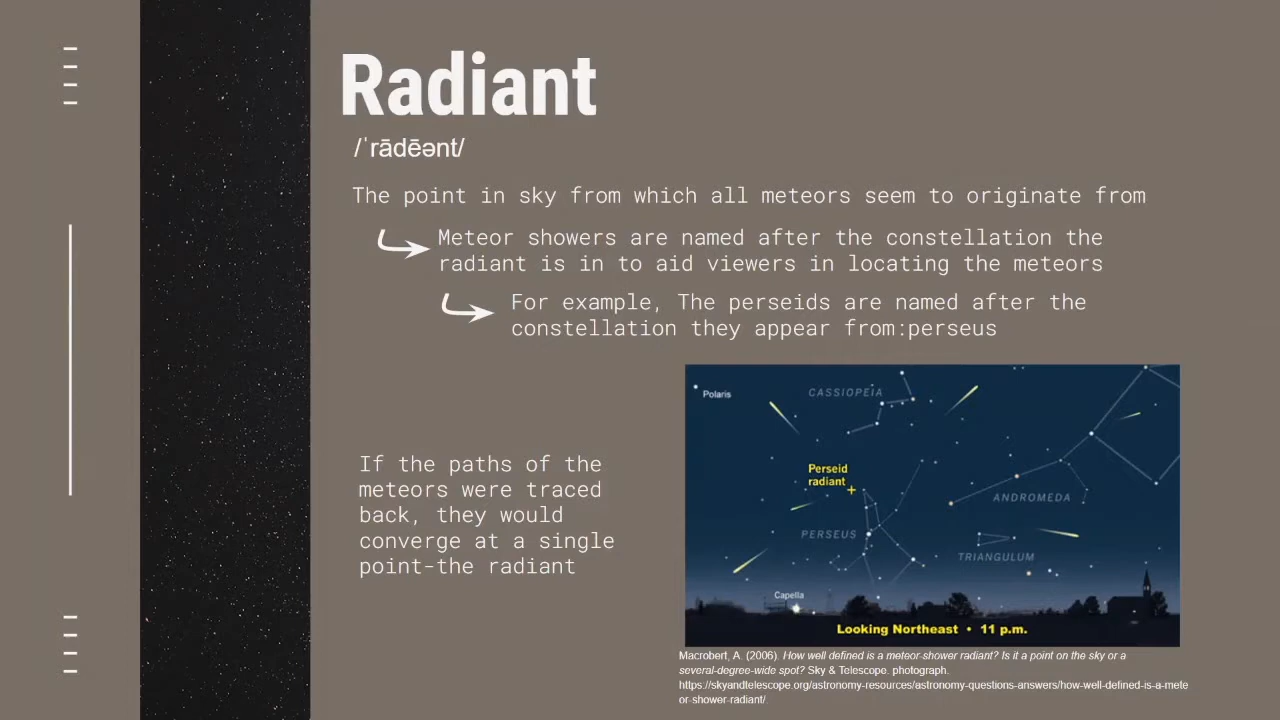 Radiant
/ˈrādēənt/
The point in sky from which all meteors seem to originate from
Meteor showers are named after the constellation the
radiant is in to aid viewers in locating the meteors
For example, The perseids are named after the
constellation they appear from:perseus
If the paths of the
meteors were traced
back, they would
converge at a single
point-the radiant
Polaris
CASSIOPEIA
Perseid
radiant
ANDROMEDA
PERSEUS
TRIANGULUM
Capella
Looking Northeast • 11 p.m.
Macrobert, A. (2006). How well defined is a meteor-shower radiant? Is it a point on the sky or a
several-degree-wide spot? Sky & Telescope. photograph.
https://skyandtelescope.org/astronomy-resources/astronomy-questions-answers/how-well-defined-is-a-mete
or-shower-radiant/.